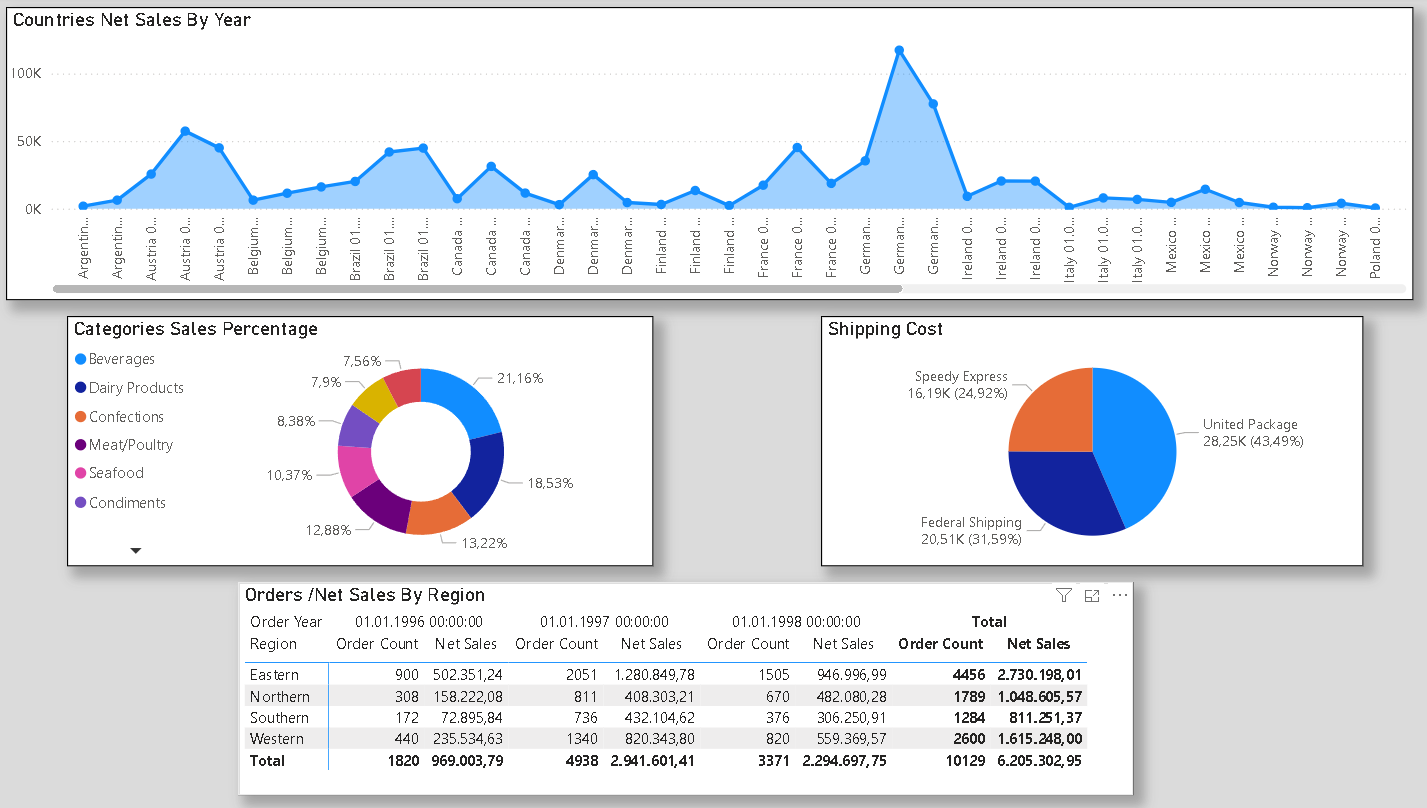 Countries Net Sales By Year
100K
50K
0K
Argentin... Argentin... Austria 0... Austria 0... Austria 0... Belgium... Belgium... Belgium... Brazil 01.... Brazil 01.... Brazil 01.... Canada ... Canada ... Canada ... Denmar... Denmar... Denmar... Finland ... Finland ... Finland ... France 0... France 0... France 0... German... German... German... Ireland 0... Ireland 0... Ireland 0... Italy 01.0... Italy 01.0... Italy 01.0... Mexico ... Mexico ... Mexico ... Norway ... Norway ... Norway ... Poland 0...
Categories Sales Percentage
Beverages
Dairy Products
Confections
Meat/Poultry
Seafood
Condiments
7,56%
21,16%
7,9%
8,38%
10,37%
18,53%
12,88%
13,22%
Shipping Cost
Speedy Express
16,19K (24,92%)
United Package
28,25K (43,49%)
Federal Shipping
20,51K (31,59%)
Orders /Net Sales By Region
Order Year 01.01.1996 00:00:00 01.01.1997 00:00:00 01.01.1998 00:00:00 Total
Region Order Count Net Sales Order Count Net Sales Order Count Net Sales Order Count Net Sales
Eastern 900 502.351,24 2051 1.280.849,78 1505 946.996,99 4456 2.730.198,01
Northern 308 158.222,08 811 408.303,21 670 482.080,28 1789 1.048.605,57
Southern 172 72.895,84 736 432.104,62 376 306.250,91 1284 811.251,37
Western 440 235.534,63 1340 820.343,80 820 559.369,57 2600 1.615.248,00
Total 1820 969.003,79 4938 2.941.601,41 3371 2.294.697,75 10129 6.205.302,95